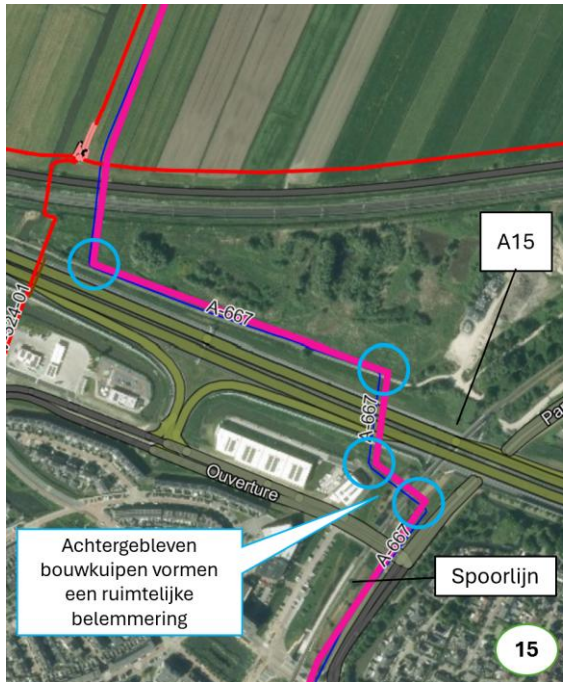 A15
A-667
A-667
Ouverture
A-667
Achtergebleven
bouwkuipen vormen
een ruimtelijke
belemmering
Spoorlijn
15